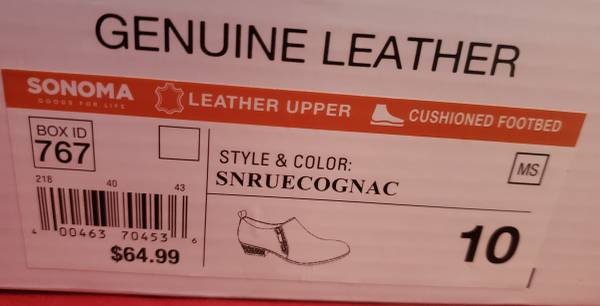 GENUINE LEATHER
SONOMA
GOODS FOR LIFE
LEATHER UPPER
CUSHIONED FOOTBED
BOX ID
767
STYLE & COLOR:
SNRUECOGNAC
MS
218 40 43
4 00463 70453 6
$64.99
10